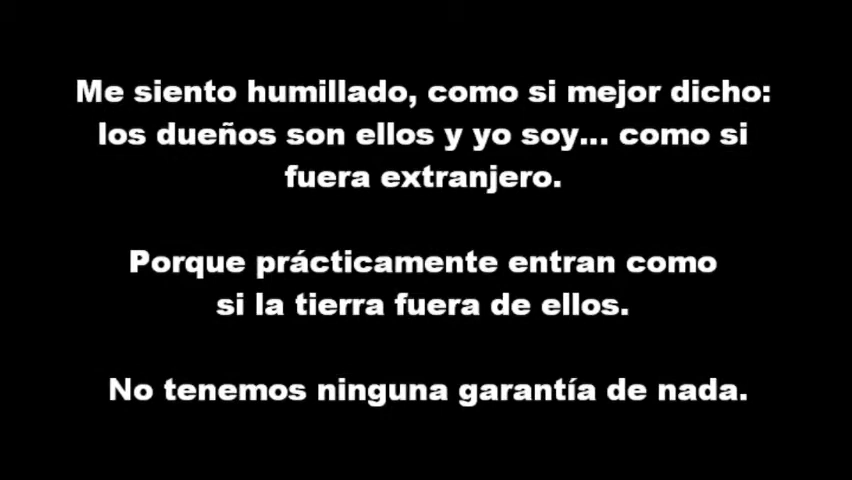 Me siento humillado, como si mejor dicho:
los dueños son ellos y yo soy... como si
fuera extranjero.
Porque prácticamente entran como
si la tierra fuera de ellos.
No tenemos ninguna garantía de nada.